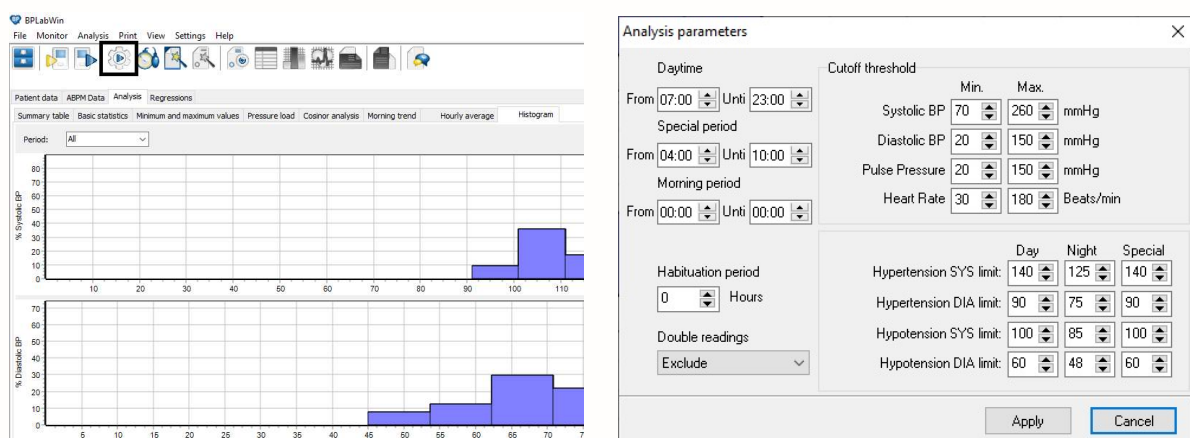 BPLabWin
File Monitor Analysis Print View Settings Help
Patient data ABPM Data Analysis Regressions
Summary table Basic statistics Minimum and maximum values Pressure load Cosinor analysis Morning trend Hourly average Histogram
Period: All
% Systolic BP
80
70
60
50
40
30
20
10
0
10 20 30 40 50 60 70 80 90 100 110
% Diastolic BP
70
60
50
40
30
20
10
0
5 10 15 20 25 30 35 40 45 50 55 60 65 70
Analysis parameters
Daytime
From 07:00 Unti 23:00
Special period
From 04:00 Unti 10:00
Morning period
From 00:00 Unti 00:00
Habituation period
0 Hours
Double readings
Exclude
Cutoff threshold
Min. Max.
Systolic BP 70 260 mmHg
Diastolic BP 20 150 mmHg
Pulse Pressure 20 150 mmHg
Heart Rate 30 180 Beats/min
Day Night Special
Hypertension SYS limit: 140 125 140
Hypertension DIA limit: 90 75 90
Hypotension SYS limit: 100 85 100
Hypotension DIA limit: 60 48 60
Apply Cancel